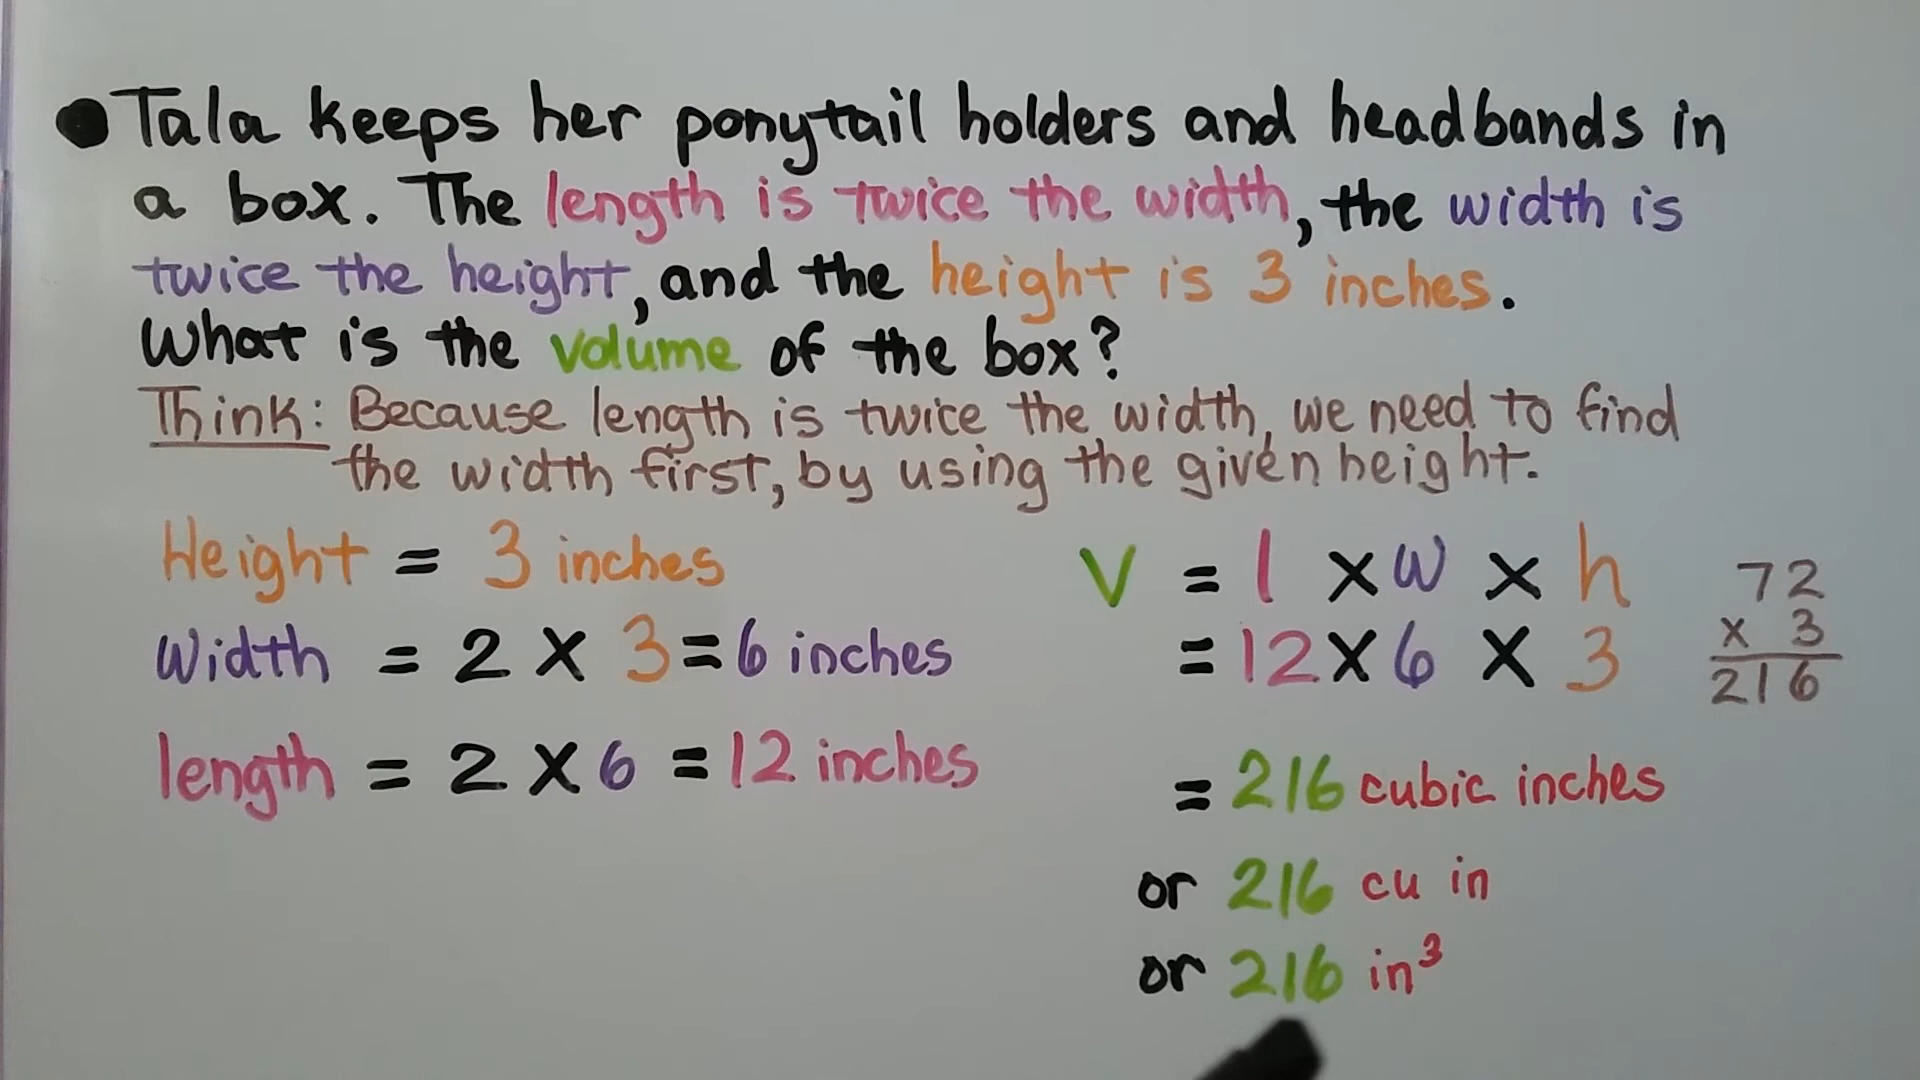 • Tala keeps her ponytail holders and headbands in
a box. The length is twice the width, the width is
twice the height, and the height is 3 inches.
What is the volume of the box?
Think: Because length is twice the width, we need to find
the width first, by using the given height.
Height = 3 inches
Width = 2 X 3 = 6 inches
length = 2 X 6 = 12 inches
V = l x w x h
= 12 X 6 X 3
= 216 cubic inches
or 216 cu in
or 216 in³
72
x 3
216